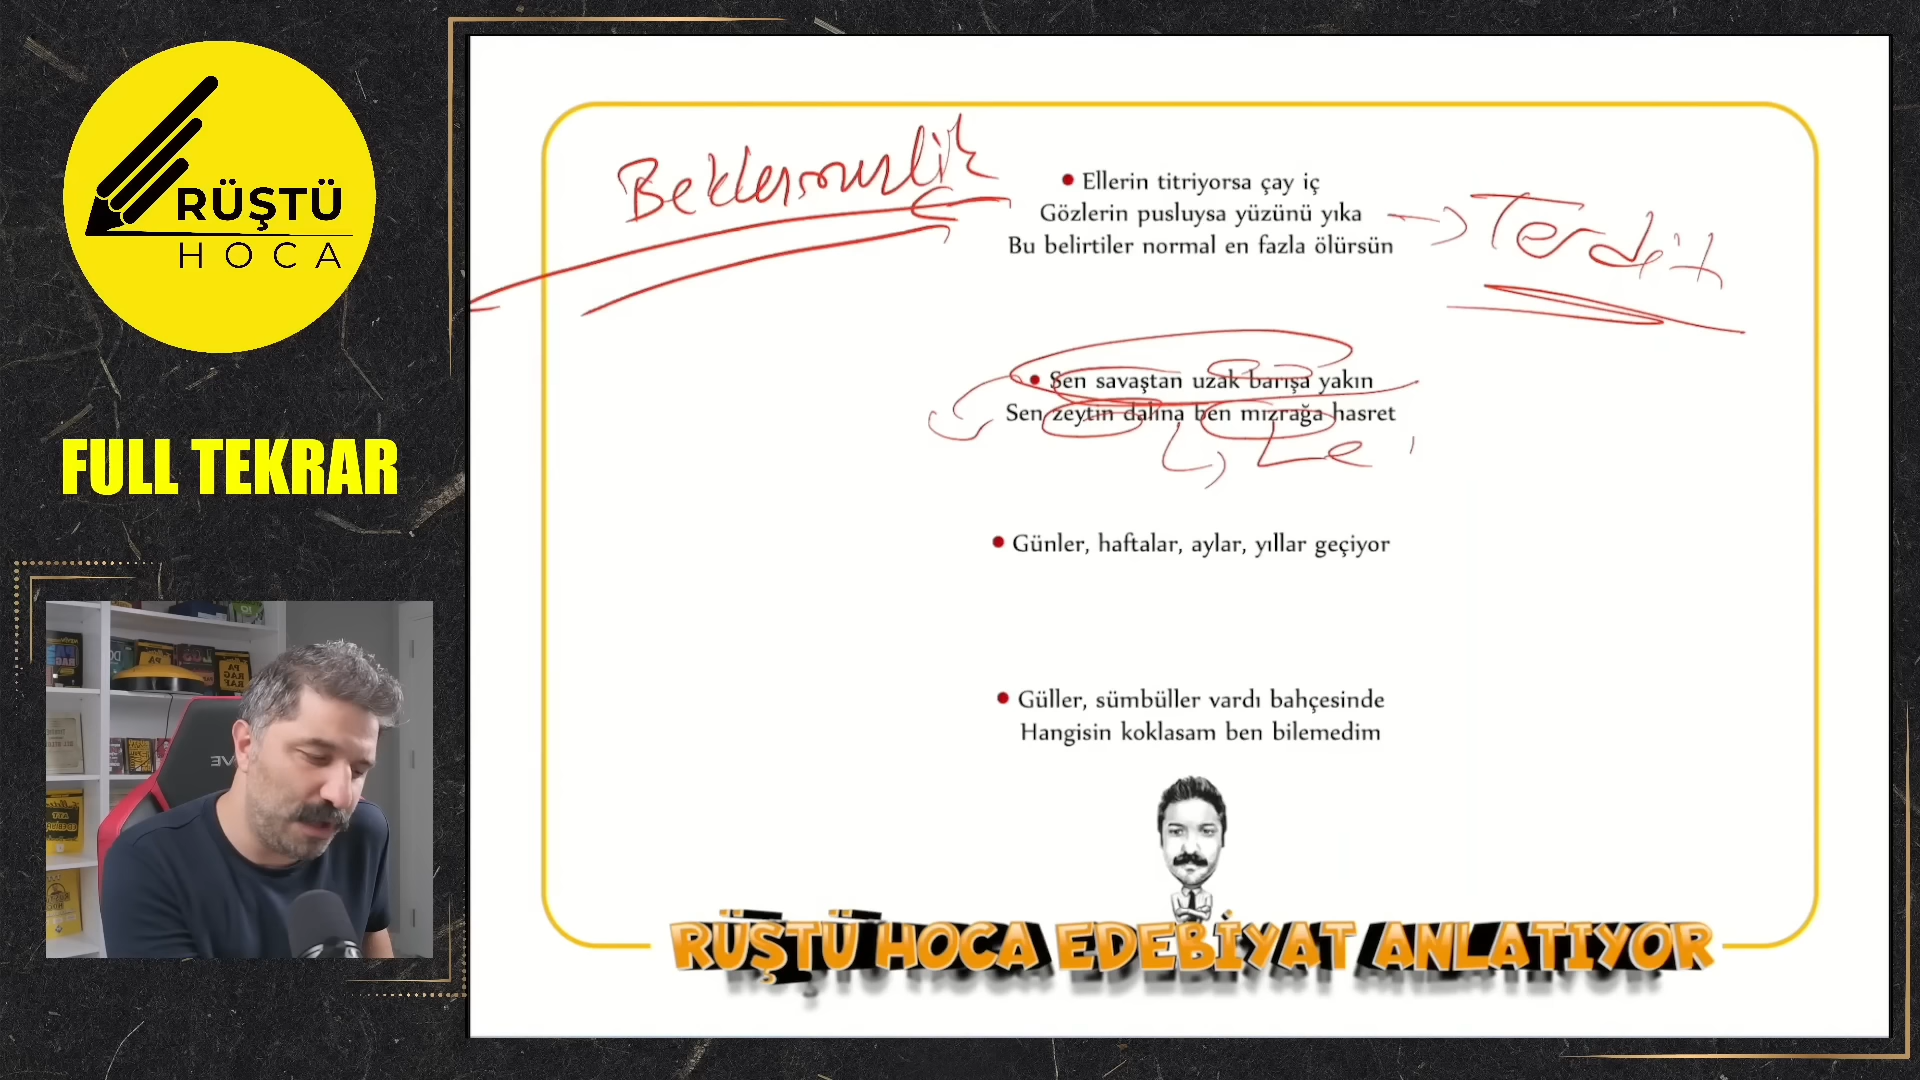 RÜŞTÜ
HOCA
FULL TEKRAR
Beklenmezlik
• Ellerin titriyorsa çay iç
Gözlerin pusluysa yüzünü yıka
Bu belirtiler normal en fazla ölürsün
Terdit
• Sen savaştan uzak barışa yakın
Sen zeytin dalına ben mızrağa hasret
• Günler, haftalar, aylar, yıllar geçiyor
• Güller, sümbüller vardı bahçesinde
Hangisin koklasam ben bilemedim
RÜŞTÜ HOCA EDEBİYAT ANLATIYOR